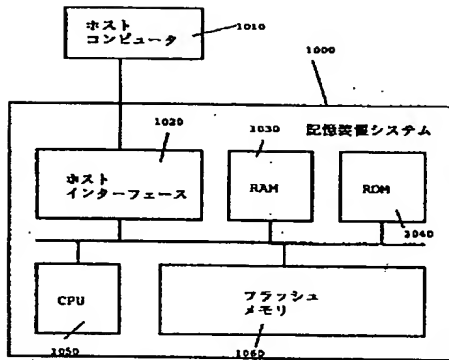 ホスト
コンピュータ
1010
1000
1020
1030
記憶装置システム
ホスト
インターフェース
RAM
ROM
1040
CPU
フラッシュ
メモリ
1050
1060